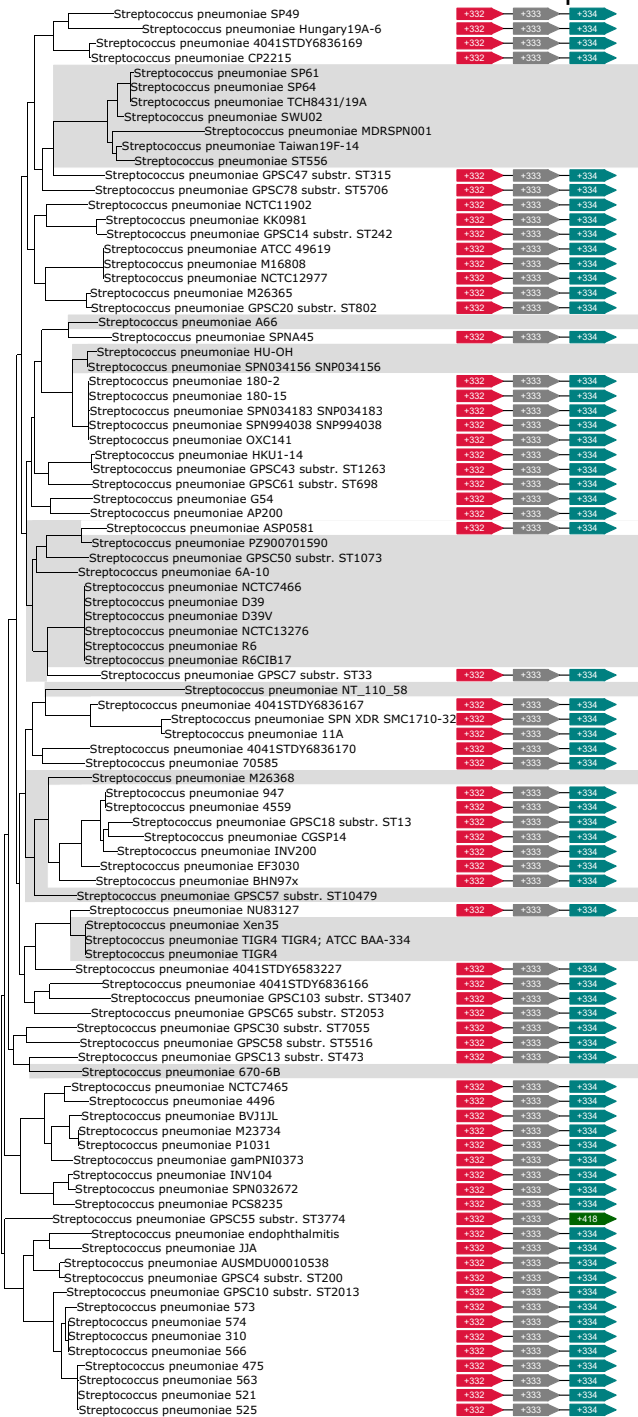 Streptococcus pneumoniae SP49 +332 +333 +334
Streptococcus pneumoniae Hungary19A-6 +332 +333 +334
Streptococcus pneumoniae 4041STDY6836169 +332 +333 +334
Streptococcus pneumoniae CP2215 +332 +333 +334
Streptococcus pneumoniae SP61
Streptococcus pneumoniae SP64
Streptococcus pneumoniae TCH8431/19A
Streptococcus pneumoniae SWU02
Streptococcus pneumoniae MDRSPN001
Streptococcus pneumoniae Taiwan19F-14
Streptococcus pneumoniae ST556
Streptococcus pneumoniae GPSC47 substr. ST315 +332 +333 +334
Streptococcus pneumoniae GPSC78 substr. ST5706 +332 +333 +334
Streptococcus pneumoniae NCTC11902 +332 +333 +334
Streptococcus pneumoniae KK0981 +332 +333 +334
Streptococcus pneumoniae GPSC14 substr. ST242 +332 +333 +334
Streptococcus pneumoniae ATCC 49619 +332 +333 +334
Streptococcus pneumoniae M16808 +332 +333 +334
Streptococcus pneumoniae NCTC12977 +332 +333 +334
Streptococcus pneumoniae M26365 +332 +333 +334
Streptococcus pneumoniae GPSC20 substr. ST802 +332 +333 +334
Streptococcus pneumoniae A66
Streptococcus pneumoniae SPNA45 +332 +333 +334
Streptococcus pneumoniae HU-OH
Streptococcus pneumoniae SPN034156 SNP034156
Streptococcus pneumoniae 180-2 +332 +333 +334
Streptococcus pneumoniae 180-15 +332 +333 +334
Streptococcus pneumoniae SPN034183 SNP034183 +332 +333 +334
Streptococcus pneumoniae SPN994038 SNP994038 +332 +333 +334
Streptococcus pneumoniae OXC141 +332 +333 +334
Streptococcus pneumoniae HKU1-14 +332 +333 +334
Streptococcus pneumoniae GPSC43 substr. ST1263 +332 +333 +334
Streptococcus pneumoniae GPSC61 substr. ST698 +332 +333 +334
Streptococcus pneumoniae G54 +332 +333 +334
Streptococcus pneumoniae AP200 +332 +333 +334
Streptococcus pneumoniae ASP0581 +332 +333 +334
Streptococcus pneumoniae PZ900701590
Streptococcus pneumoniae GPSC50 substr. ST1073
Streptococcus pneumoniae 6A-10
Streptococcus pneumoniae NCTC7466
Streptococcus pneumoniae D39
Streptococcus pneumoniae D39V
Streptococcus pneumoniae NCTC13276
Streptococcus pneumoniae R6
Streptococcus pneumoniae R6CIB17
Streptococcus pneumoniae GPSC7 substr. ST33 +332 +333 +334
Streptococcus pneumoniae NT_110_58
Streptococcus pneumoniae 4041STDY6836167 +332 +333 +334
Streptococcus pneumoniae SPN XDR SMC1710-32 +332 +333 +334
Streptococcus pneumoniae 11A +332 +333 +334
Streptococcus pneumoniae 4041STDY6836170 +332 +333 +334
Streptococcus pneumoniae 70585 +332 +333 +334
Streptococcus pneumoniae M26368
Streptococcus pneumoniae 947 +332 +333 +334
Streptococcus pneumoniae 4559 +332 +333 +334
Streptococcus pneumoniae GPSC18 substr. ST13 +332 +333 +334
Streptococcus pneumoniae CGSP14 +332 +333 +334
Streptococcus pneumoniae INV200 +332 +333 +334
Streptococcus pneumoniae EF3030 +332 +333 +334
Streptococcus pneumoniae BHN97x +332 +333 +334
Streptococcus pneumoniae GPSC57 substr. ST10479
Streptococcus pneumoniae NU83127 +332 +333 +334
Streptococcus pneumoniae Xen35
Streptococcus pneumoniae TIGR4 TIGR4; ATCC BAA-334
Streptococcus pneumoniae TIGR4
Streptococcus pneumoniae 4041STDY6583227 +332 +333 +334
Streptococcus pneumoniae 4041STDY6836166 +332 +333 +334
Streptococcus pneumoniae GPSC103 substr. ST3407 +332 +333 +334
Streptococcus pneumoniae GPSC65 substr. ST2053 +332 +333 +334
Streptococcus pneumoniae GPSC30 substr. ST7055 +332 +333 +334
Streptococcus pneumoniae GPSC58 substr. ST5516 +332 +333 +334
Streptococcus pneumoniae GPSC13 substr. ST473 +332 +333 +334
Streptococcus pneumoniae 670-6B
Streptococcus pneumoniae NCTC7465 +332 +333 +334
Streptococcus pneumoniae 4496 +332 +333 +334
Streptococcus pneumoniae BVJ1JL +332 +333 +334
Streptococcus pneumoniae M23734 +332 +333 +334
Streptococcus pneumoniae P1031 +332 +333 +334
Streptococcus pneumoniae gamPNI0373 +332 +333 +334
Streptococcus pneumoniae INV104 +332 +333 +334
Streptococcus pneumoniae SPN032672 +332 +333 +334
Streptococcus pneumoniae PCS8235 +332 +333 +334
Streptococcus pneumoniae GPSC55 substr. ST3774 +332 +333 +418
Streptococcus pneumoniae endophthalmitis +332 +333 +334
Streptococcus pneumoniae JJA +332 +333 +334
Streptococcus pneumoniae AUSMDU00010538 +332 +333 +334
Streptococcus pneumoniae GPSC4 substr. ST200 +332 +333 +334
Streptococcus pneumoniae GPSC10 substr. ST2013 +332 +333 +334
Streptococcus pneumoniae 573 +332 +333 +334
Streptococcus pneumoniae 574 +332 +333 +334
Streptococcus pneumoniae 310 +332 +333 +334
Streptococcus pneumoniae 566 +332 +333 +334
Streptococcus pneumoniae 475 +332 +333 +334
Streptococcus pneumoniae 563 +332 +333 +334
Streptococcus pneumoniae 521 +332 +333 +334
Streptococcus pneumoniae 525 +332 +333 +334